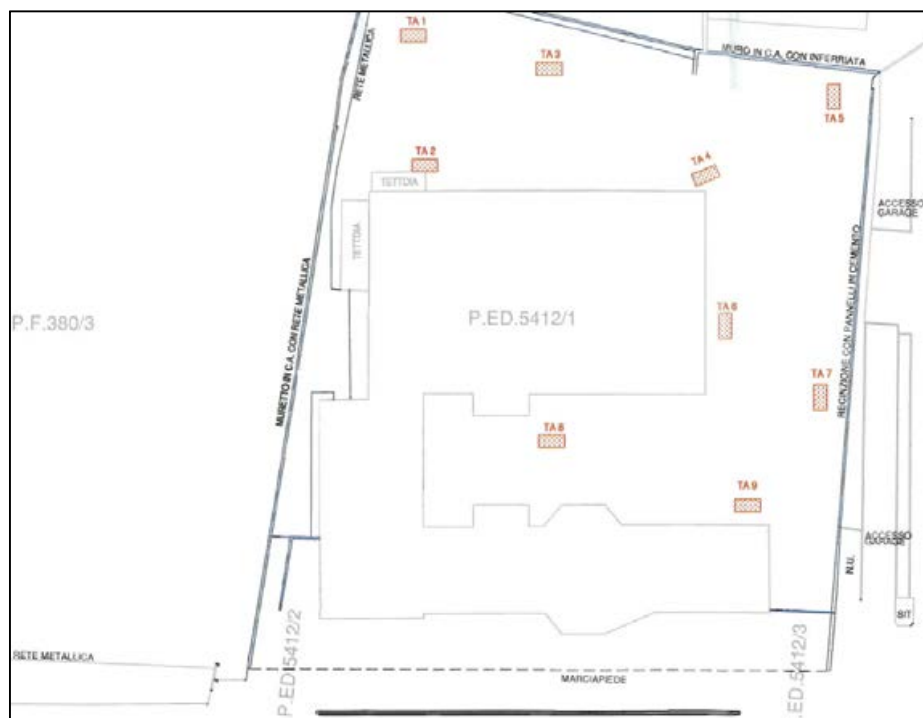 TA 1
RETE METALLICA
TA 3
MURO IN C.A. CON INFERRIATA
TA 5
TA 2
TA 4
TETTOIA
TETTOIA
ACCESSO
GARAGE
MURETTO IN C.A. CON RETE METALLICA
RECINZIONE CON PANNELLI IN CEMENTO
P.F.380/3
P.ED.5412/1
TA 6
TA 7
TA 8
TA 9
ACCESSO
GARAGE
N.U.
SIT
P.ED.5412/2
.ED.5412/3
RETE METALLICA
MARCIAPIEDE